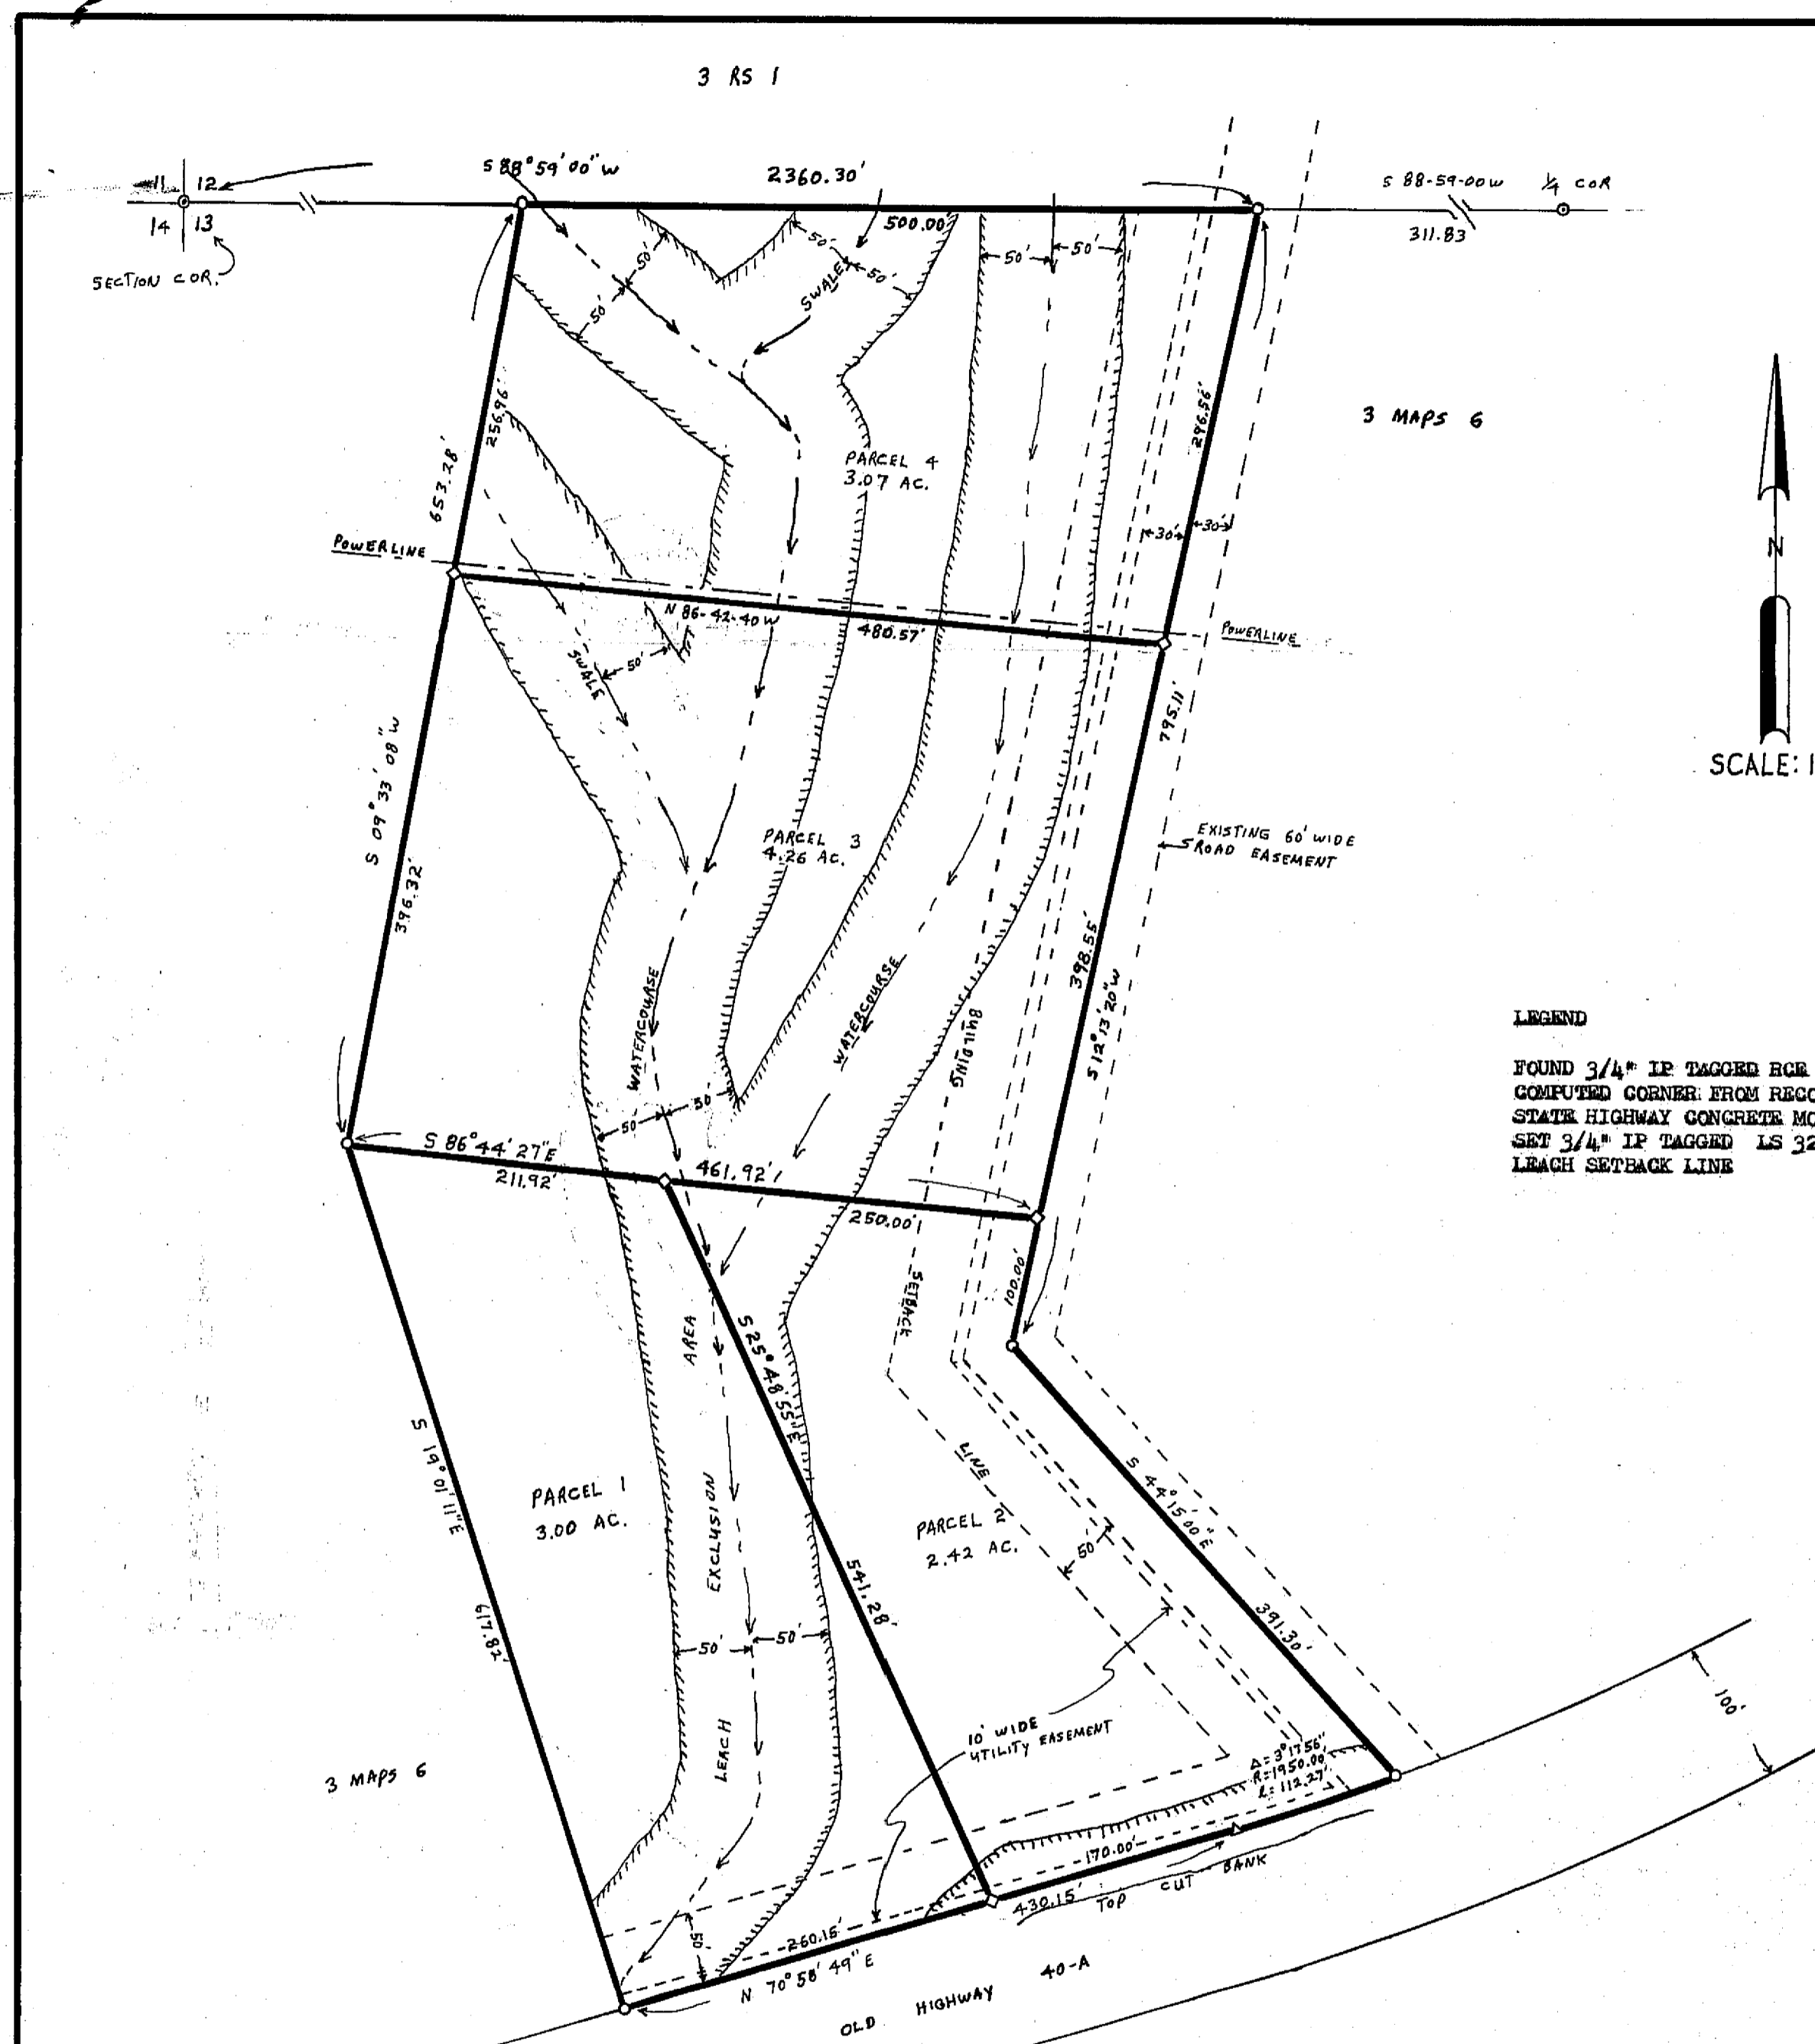 3 RS 1
S 88°59'00" W
2360.30'
S 88-59-00W
1/4 COR
11
12
14
13
SECTION COR.
500.00'
311.83
50'
50'
50'
50'
50'
50'
SWALE
256.96'
653.28'
296.56'
3 MAPS 6
PARCEL 4
3.07 AC.
30'
30'
N
POWERLINE
N 86-42-40 W
480.57'
POWERLINE
SWALE
50'
795.11'
SCALE: 1
S 09°33'08" W
396.32'
PARCEL 3
4.26 AC.
EXISTING 60' WIDE
ROAD EASEMENT
398.55'
S 12°13'20" W
WATERCOURSE
WATERCOURSE
BUILDING
LEGEND
FOUND 3/4" IP TAGGED RCE
COMPUTED CORNER FROM RECO
STATE HIGHWAY CONCRETE MO
SET 3/4" IP TAGGED LS 32
LEACH SETBACK LINE
50'
50'
S 86°44'27" E
211.92'
461.92'
250.00'
100.00'
SETBACK
AREA
S 25°48'55" E
LINE
S 19°01'11" E
617.82'
PARCEL 1
3.00 AC.
EXCLUSION
PARCEL 2
2.42 AC.
50'
S 44°15'00" E
391.30'
541.28'
50'
50'
LEACH
10' WIDE
UTILITY EASEMENT
3 MAPS 6
Δ=3°17'56"
R=1950.00'
L=112.27'
100'
170.00'
430.15'
TOP CUT BANK
50'
260.15'
N 70°58'49" E
OLD HIGHWAY 40-A